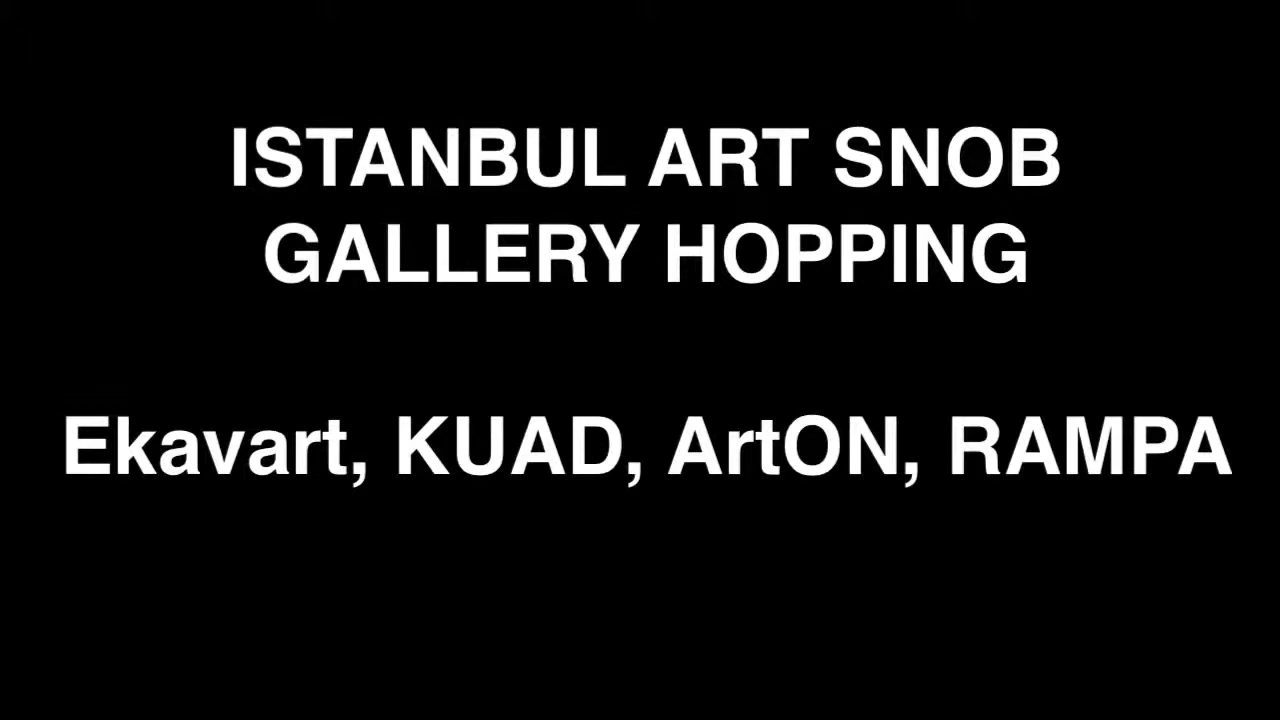 ISTANBUL ART SNOB
GALLERY HOPPING
Ekavart, KUAD, ArtON, RAMPA